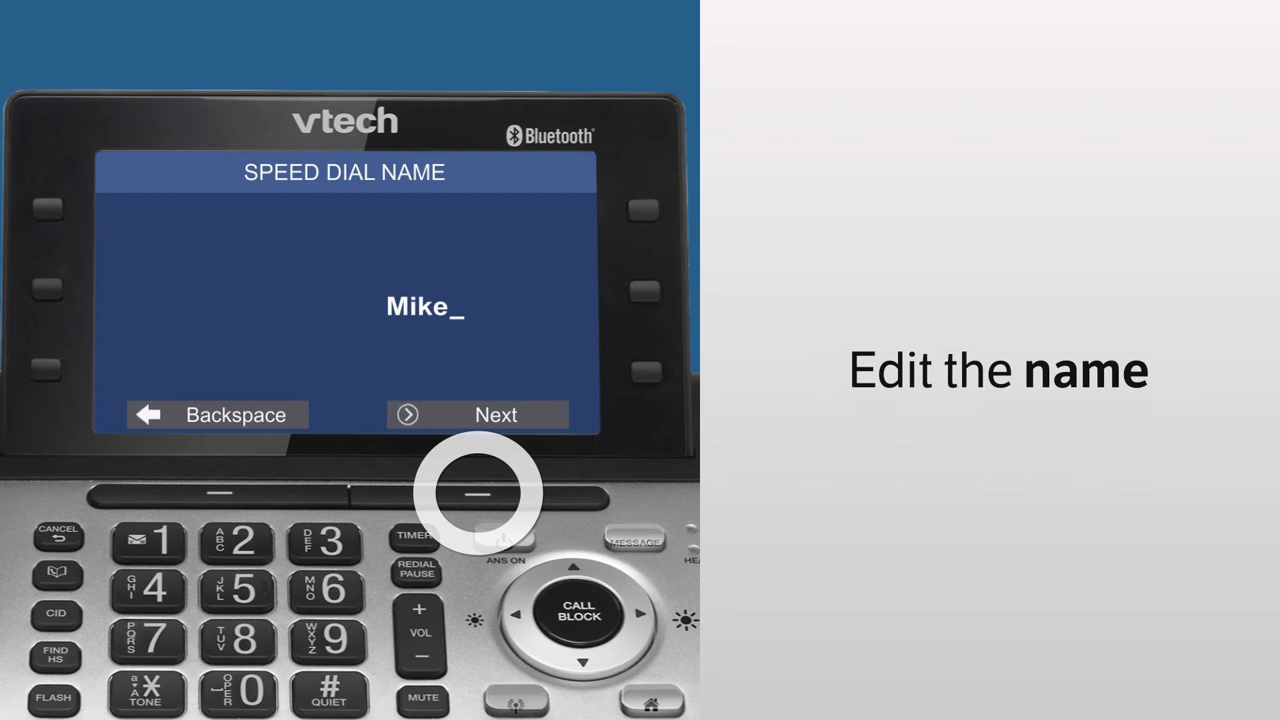 vtech
Bluetooth
SPEED DIAL NAME
Mike_
Backspace
Next
Edit the name
CANCEL
1
ABC 2
DEF 3
TIMER
ANS ON
MESSAGE
REDIAL
PAUSE
GHI 4
JKL 5
MNO 6
CID
+
VOL
−
CALL
BLOCK
PQRS 7
TUV 8
WXYZ 9
FIND
HS
FLASH
a
A
TONE
OPER 0
#
QUIET
MUTE